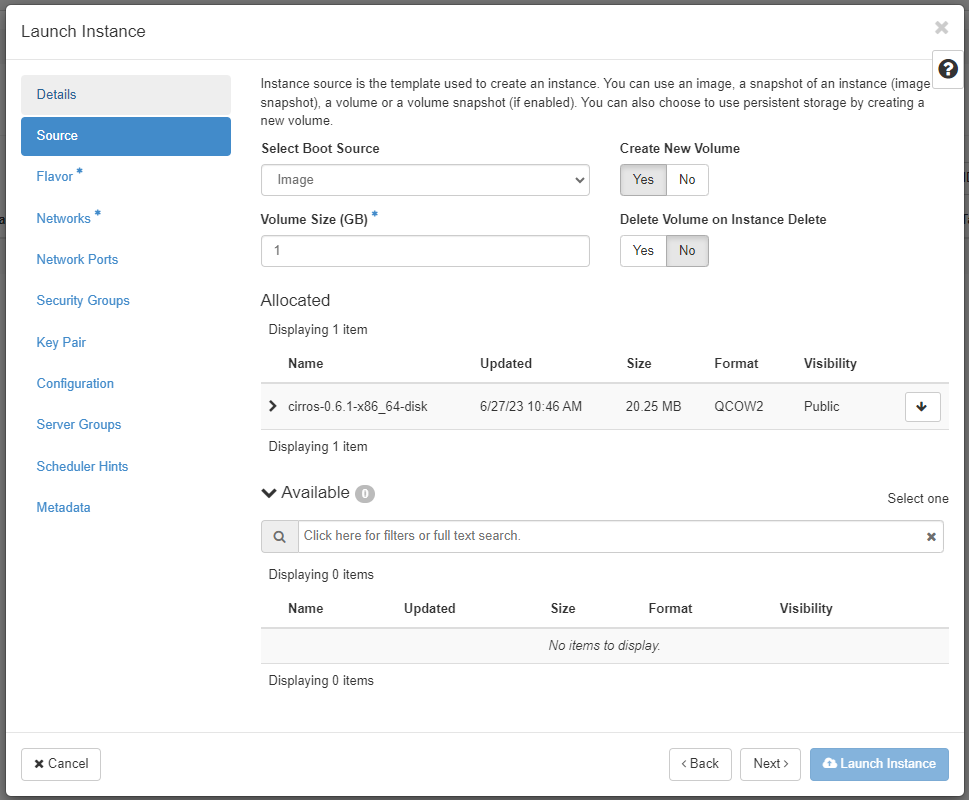 Launch Instance
Details
Source
Flavor *
Networks *
Network Ports
Security Groups
Key Pair
Configuration
Server Groups
Scheduler Hints
Metadata
Instance source is the template used to create an instance. You can use an image, a snapshot of an instance (image
snapshot), a volume or a volume snapshot (if enabled). You can also choose to use persistent storage by creating a
new volume.
Select Boot Source
Image
Create New Volume
Yes No
Volume Size (GB) *
1
Delete Volume on Instance Delete
Yes No
Allocated
Displaying 1 item
Name Updated Size Format Visibility
cirros-0.6.1-x86_64-disk 6/27/23 10:46 AM 20.25 MB QCOW2 Public
Displaying 1 item
Available 0
Select one
Click here for filters or full text search.
Displaying 0 items
Name Updated Size Format Visibility
No items to display.
Displaying 0 items
Cancel
< Back
Next >
Launch Instance